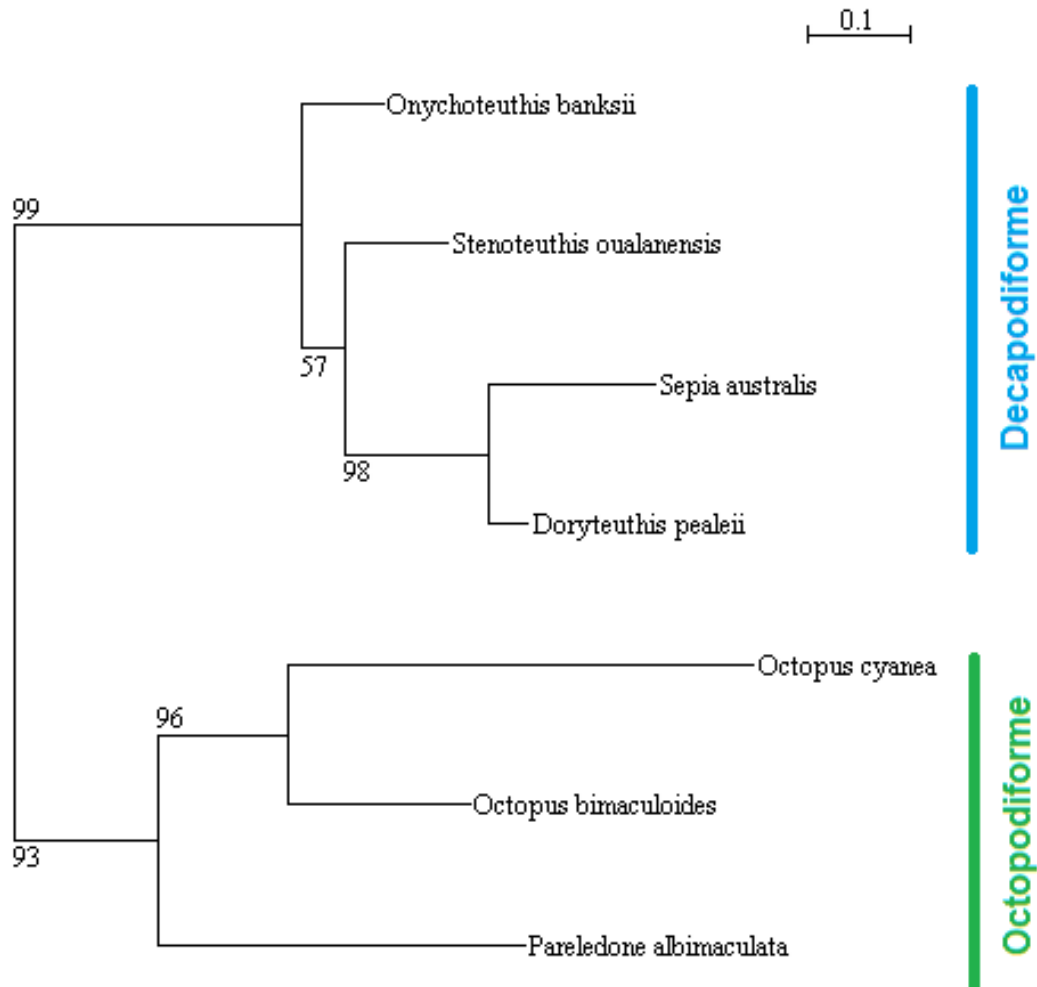 0.1
Onychoteuthis banksii
99
Stenoteuthis oualanensis
57
Sepia australis
98
Doryteuthis pealeii
Decapodiforme
Octopus cyanea
96
Octopus bimaculoides
93
Pareledone albimaculata
Octopodiforme